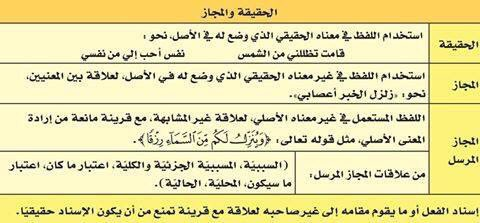 الحقيقة والمجاز
الحقيقة
استخدام اللفظ في معناه الحقيقي الذي وضع له في الأصل، نحو :
قامت تظللني من الشمس نفس أحب إلي من نفسي
المجاز
استخدام اللفظ في غير معناه الحقيقي الذي وضع له في الأصل، لعلاقة بين المعنيين،
نحو: «زلزل الخبر أعصابي».
المجاز المرسل
اللفظ المستعمل في غير معناه الأصلي، لعلاقة غير المشابهة، مع قرينة مانعة من إرادة
المعنى الأصلي، مثل قوله تعالى: ﴿وَيُنَزِّلُ لَكُم مِّنَ السَّمَاءِ رِزْقًا﴾.
من علاقات المجاز المرسل:
(السببية، المسببية الجزئية والكلية، اعتبار ما كان، اعتبار
ما سيكون، المحلية، الحالية).
إسناد الفعل أو ما يقوم مقامه إلى غير صاحبه لعلاقة مع قرينة تمنع من أن يكون الإسناد حقيقيًا.